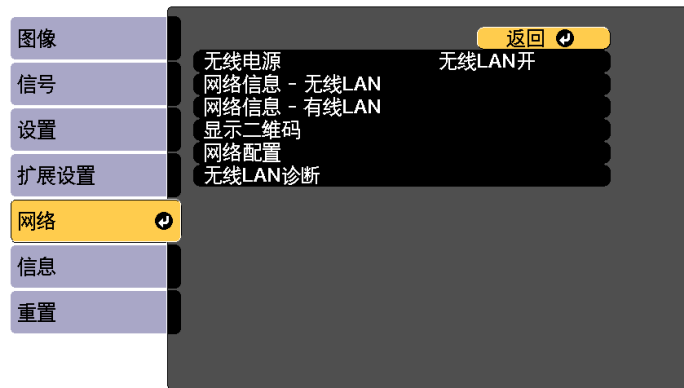 图像
信号
设置
扩展设置
网络
信息
重置
返回
无线电源 无线LAN开
网络信息 - 无线LAN
网络信息 - 有线LAN
显示二维码
网络配置
无线LAN诊断